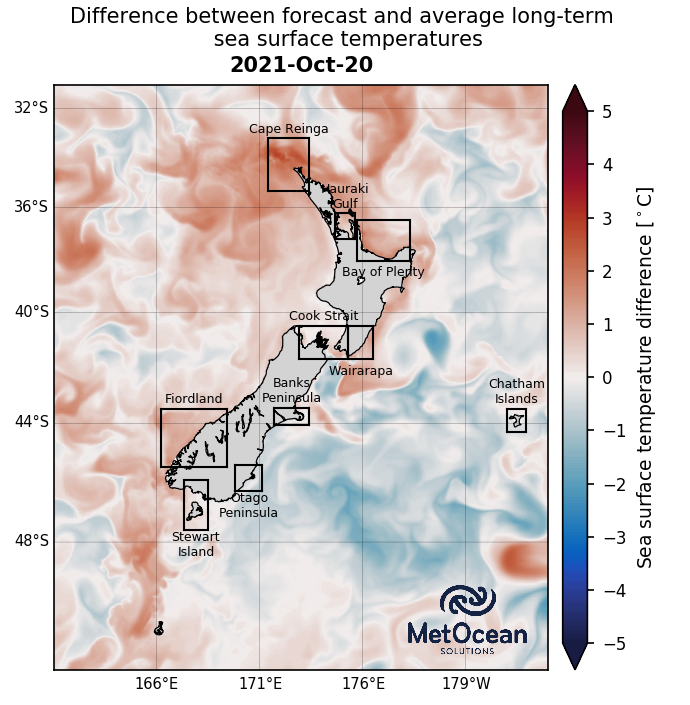 Difference between forecast and average long-term
sea surface temperatures
2021-Oct-20
32°S
36°S
40°S
44°S
48°S
Cape Reinga
Hauraki
Gulf
Bay of Plenty
Cook Strait
Wairarapa
Banks
Peninsula
Fiordland
Chatham
Islands
Otago
Peninsula
Stewart
Island
MetOcean
SOLUTIONS
166°E
171°E
176°E
179°W
5
4
3
2
1
0
−1
−2
−3
−4
−5
Sea surface temperature difference [°C]